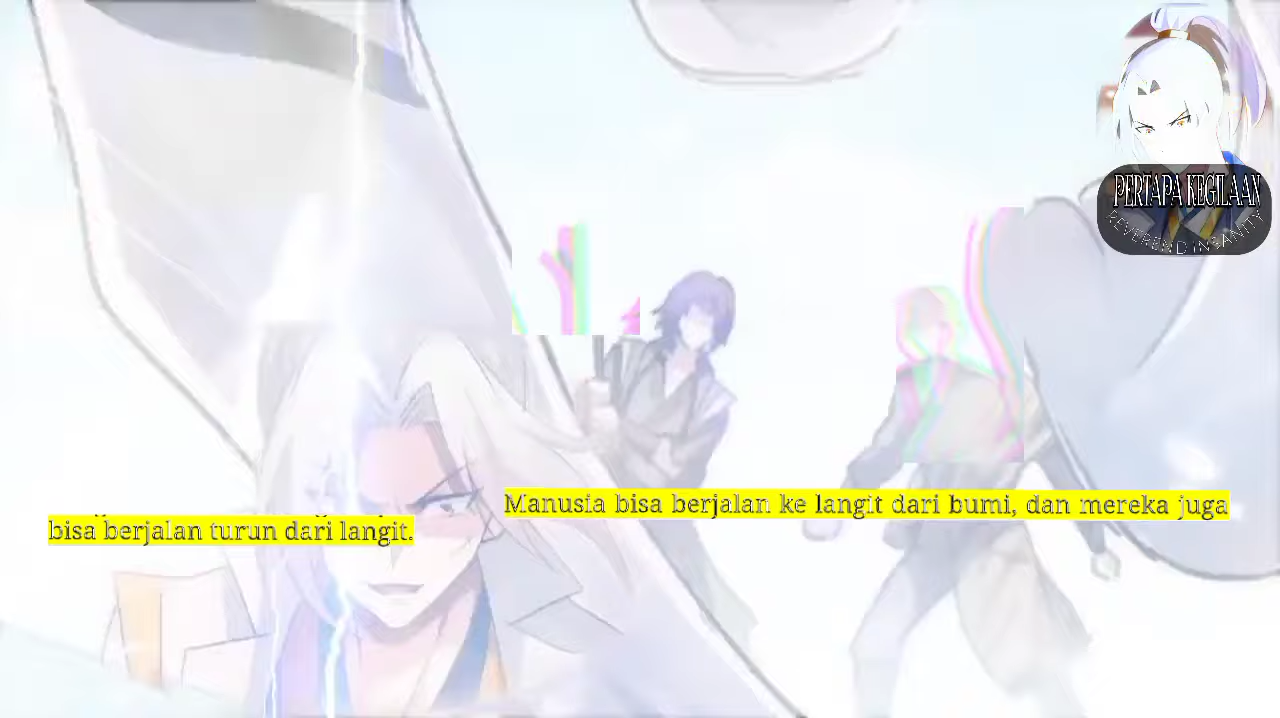 PERTAPA KEGILAAN
REVEREND INSANITY
Manusia bisa berjalan ke langit dari bumi, dan mereka juga
bisa berjalan turun dari langit.